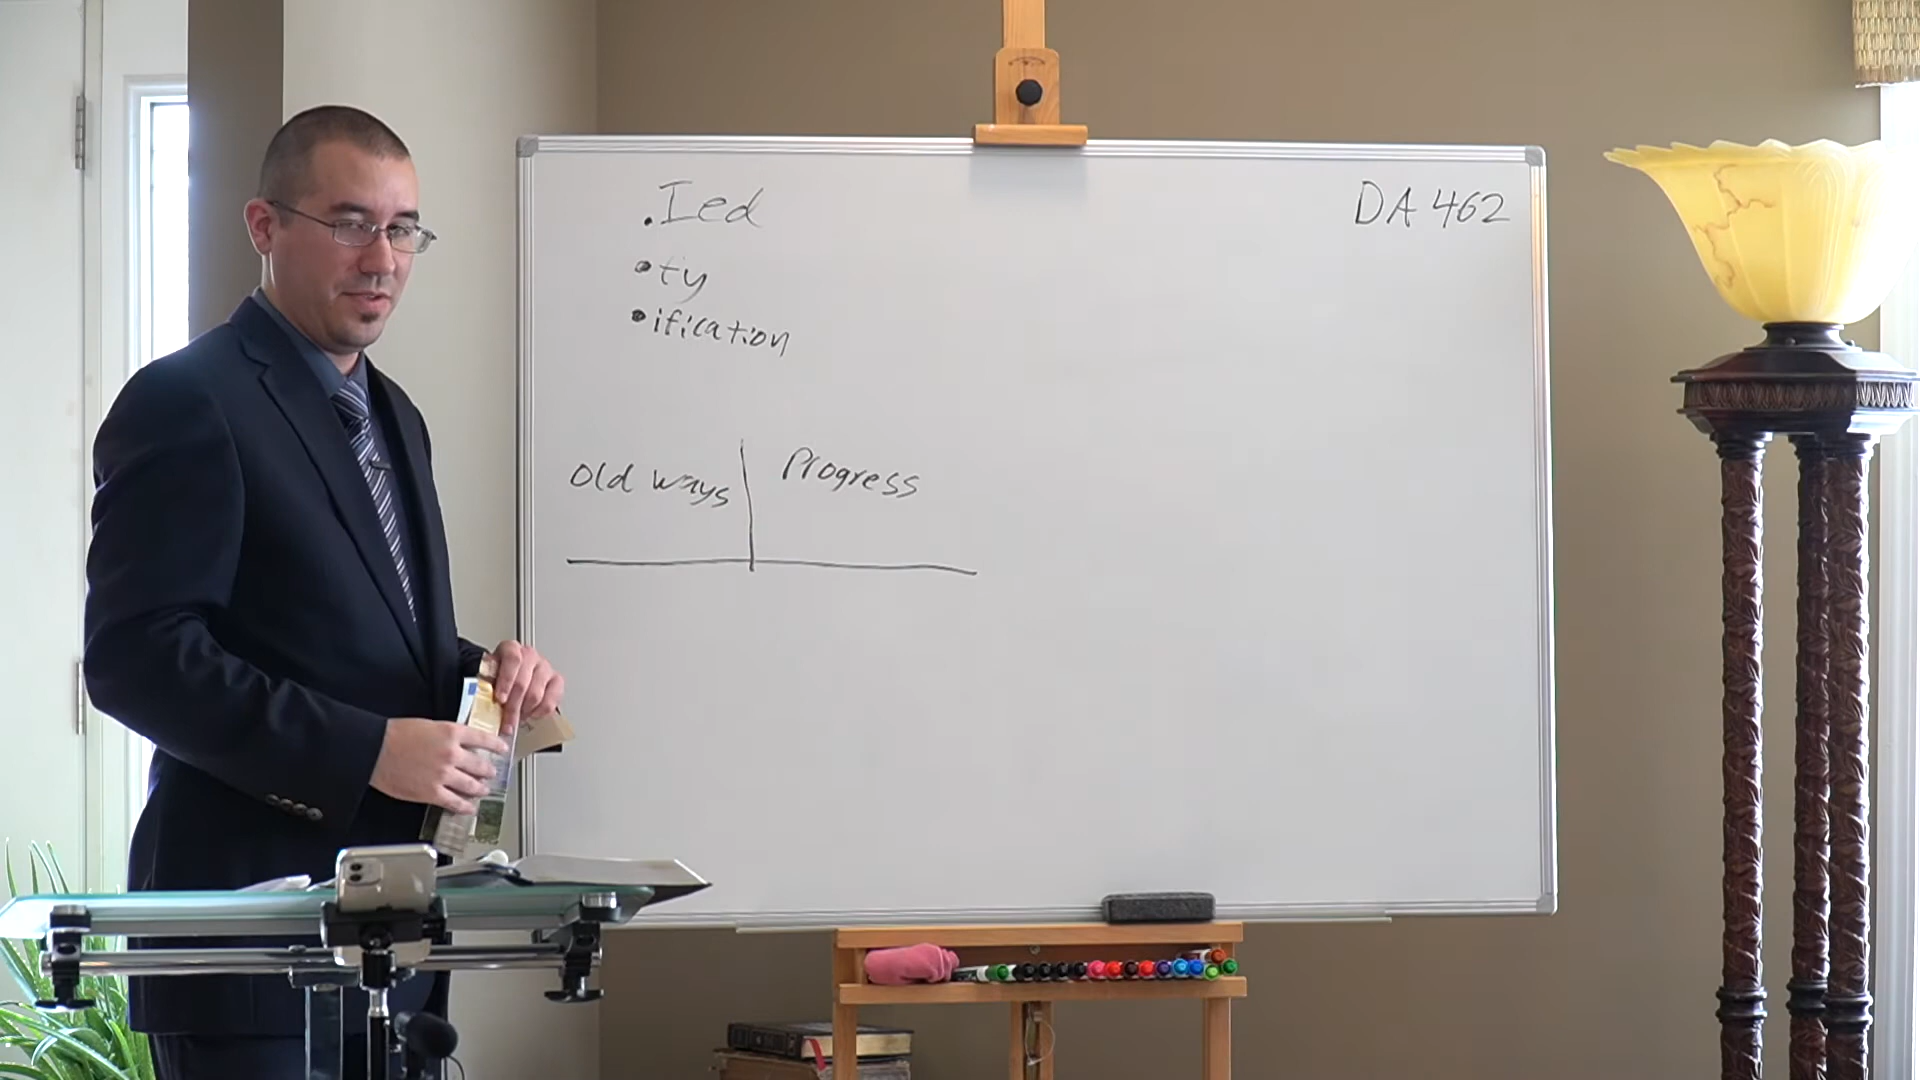 .Ied
DA 462
•ty
•ification
Old ways
Progress